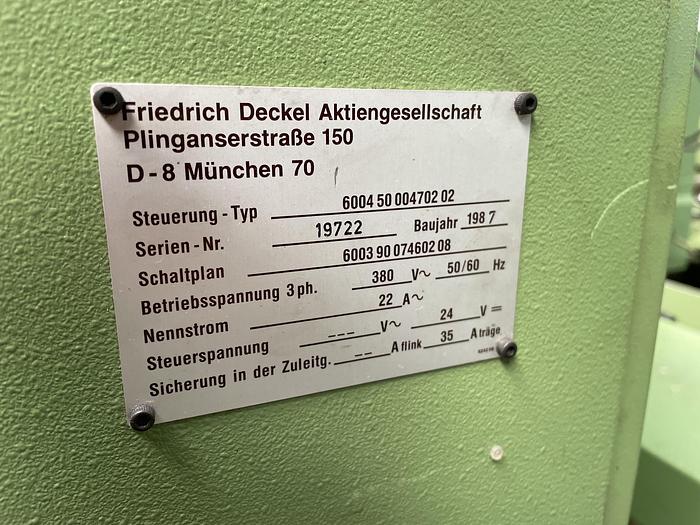 Friedrich Deckel Aktiengesellschaft
Plinganserstraße 150
D-8 München 70
Steuerung-Typ 6004 50 004702 02
Serien-Nr. 19722 Baujahr 1987
Schaltplan 6003 90 074602 08
Betriebsspannung 3 ph. 380 V~ 50/60 Hz
Nennstrom 22 A~
Steuerspannung --- V~ 24 V=
Sicherung in der Zuleitg. -- A flink 35 A träge